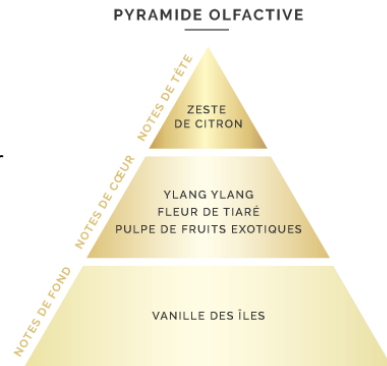 PYRAMIDE OLFACTIVE
NOTES DE TÊTE
ZESTE
DE CITRON
NOTES DE CŒUR
YLANG YLANG
FLEUR DE TIARÉ
PULPE DE FRUITS EXOTIQUES
NOTES DE FOND
VANILLE DES ÎLES